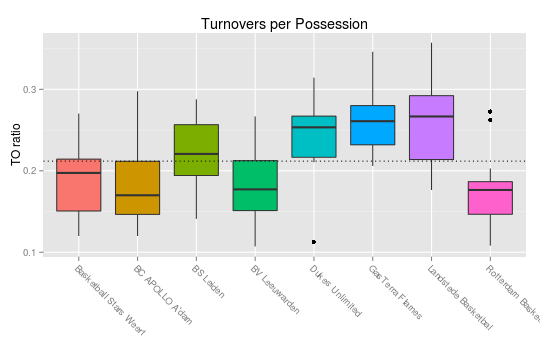 Turnovers per Possession
TO ratio
0.3
0.2
0.1
Basketball Stars Weert
BC APOLLO A'dam
BS Leiden
BV Leeuwarden
Dukes Unlimited
GasTerra Flames
Landstede Basketbal
Rotterdam Baske